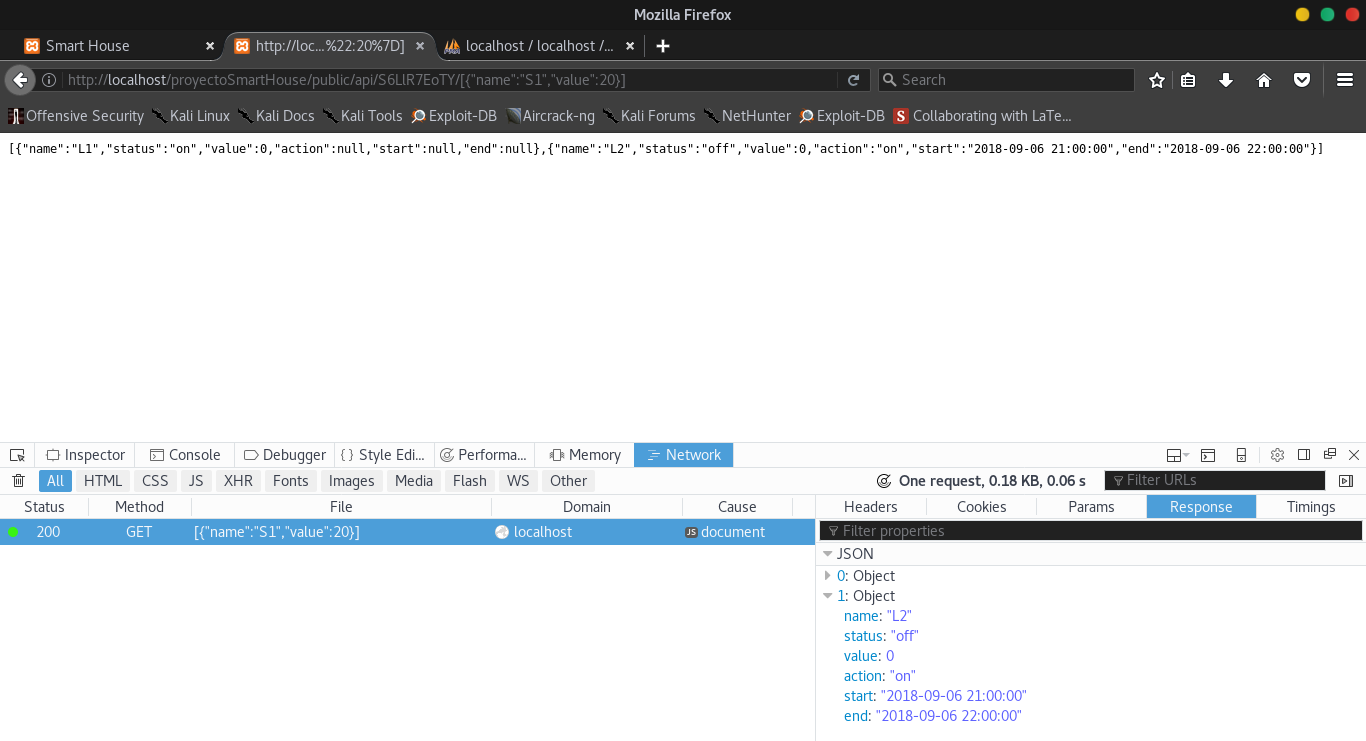 Mozilla Firefox
Smart House
http://loc...%22:20%7D]
localhost / localhost /...
http://localhost/proyectoSmartHouse/public/api/S6LlR7EoTY/[{"name":"S1","value":20}]
Search
Offensive Security Kali Linux Kali Docs Kali Tools Exploit-DB Aircrack-ng Kali Forums NetHunter Exploit-DB S Collaborating with LaTe...
[{"name":"L1","status":"on","value":0,"action":null,"start":null,"end":null},{"name":"L2","status":"off","value":0,"action":"on","start":"2018-09-06 21:00:00","end":"2018-09-06 22:00:00"}]
Inspector Console Debugger { } Style Edi... Performa... Memory Network
All HTML CSS JS XHR Fonts Images Media Flash WS Other One request, 0.18 KB, 0.06 s Filter URLs
Status Method File Domain Cause
200 GET [{"name":"S1","value":20}] localhost JS document
Headers Cookies Params Response Timings
Filter properties
JSON
0: Object
1: Object
name: "L2"
status: "off"
value: 0
action: "on"
start: "2018-09-06 21:00:00"
end: "2018-09-06 22:00:00"